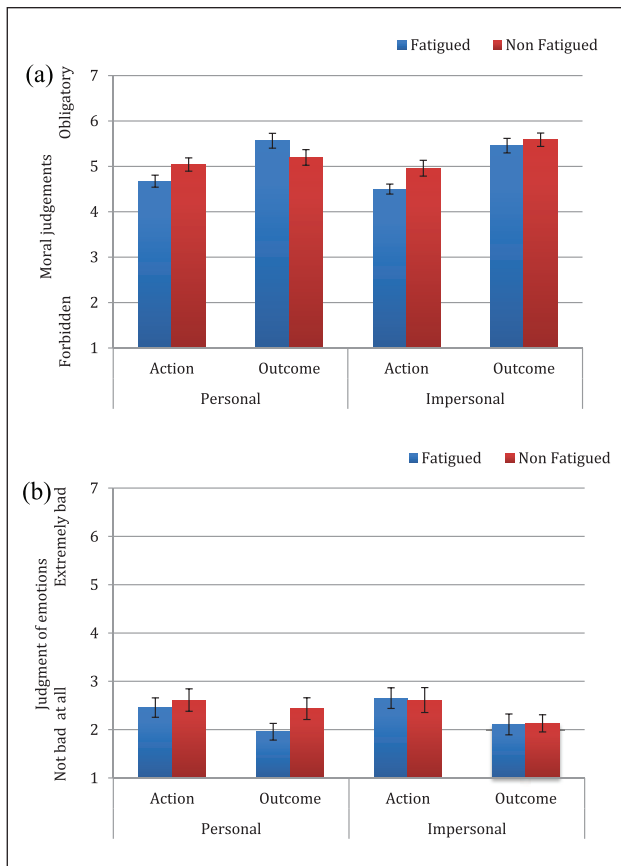 Fatigued Non Fatigued
(a)
Moral judgements
Forbidden Obligatory
7
6
5
4
3
2
1
Action Outcome Action Outcome
Personal Impersonal
Fatigued Non Fatigued
(b)
Judgment of emotions
Not bad at all Extremely bad
7
6
5
4
3
2
1
Action Outcome Action Outcome
Personal Impersonal